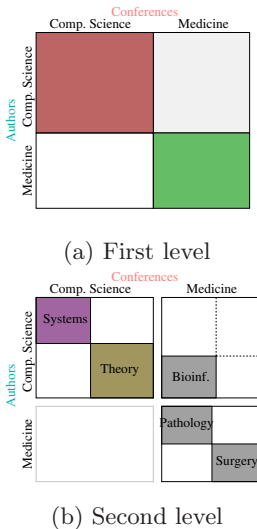 Conferences
Comp. Science Medicine
Authors
Comp. Science
Medicine
(a) First level
Conferences
Comp. Science Medicine
Authors
Comp. Science
Medicine
Systems
Theory
Bioinf.
Pathology
Surgery
(b) Second level